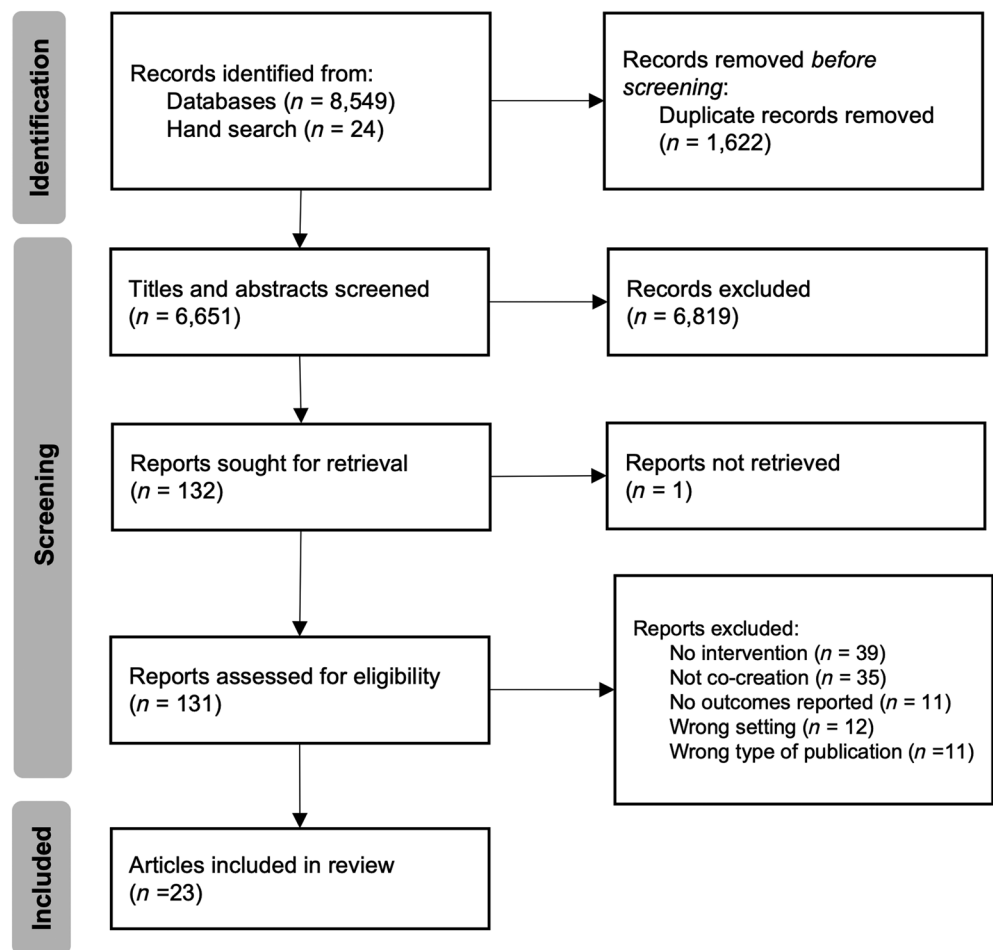 Identification
Records identified from:
Databases (n = 8,549)
Hand search (n = 24)
Records removed before
screening:
Duplicate records removed
(n = 1,622)
Screening
Titles and abstracts screened
(n = 6,651)
Records excluded
(n = 6,819)
Reports sought for retrieval
(n = 132)
Reports not retrieved
(n = 1)
Reports assessed for eligibility
(n = 131)
Reports excluded:
No intervention (n = 39)
Not co-creation (n = 35)
No outcomes reported (n = 11)
Wrong setting (n = 12)
Wrong type of publication (n =11)
Included
Articles included in review
(n =23)